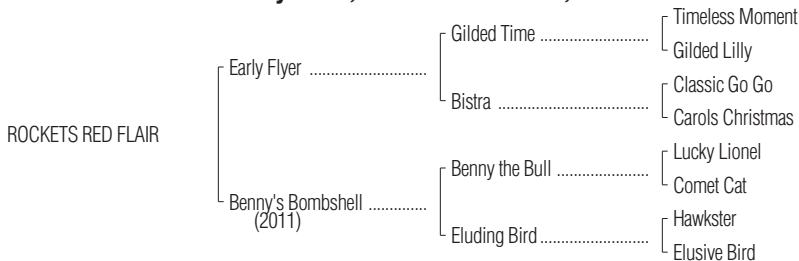 Timeless Moment
Gilded Time ............................
Gilded Lilly
Early Flyer ..............................
Classic Go Go
Bistra .......................................
Carols Christmas
ROCKETS RED FLAIR
Lucky Lionel
Benny the Bull ........................
Comet Cat
Benny's Bombshell ...............
(2011)
Hawkster
Eluding Bird ............................
Elusive Bird